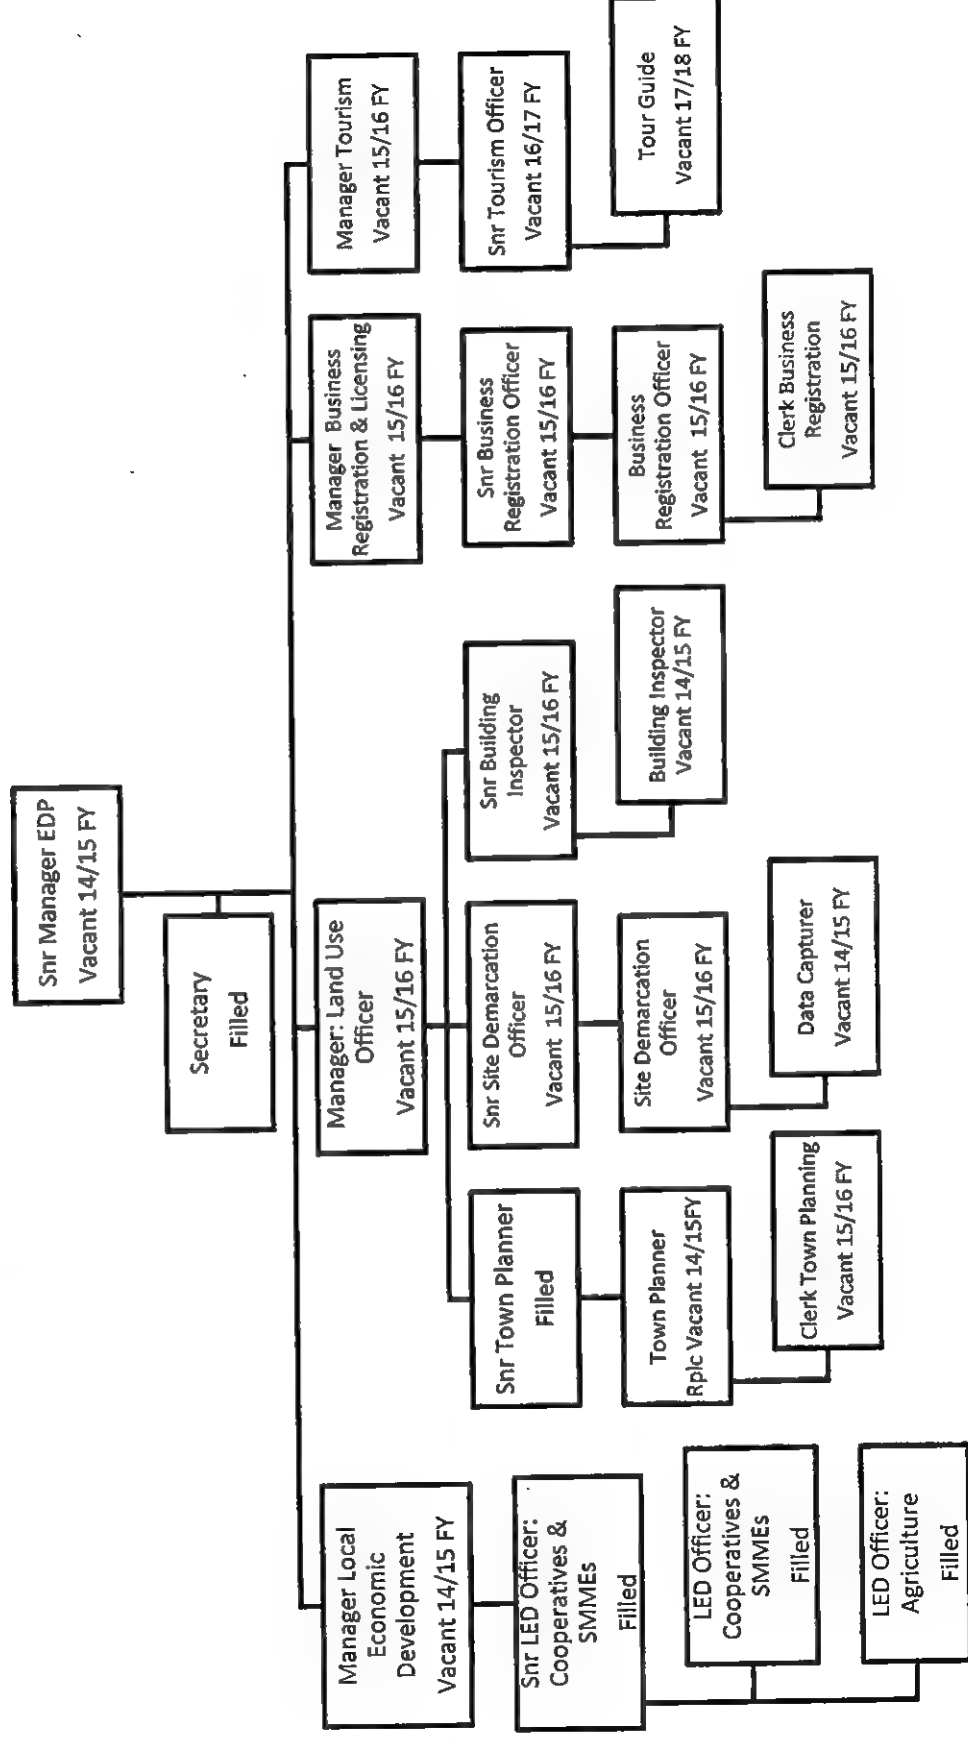 Snr Manager EDP
Vacant 14/15 FY
Secretary
Filled
Manager Local
Economic
Development
Vacant 14/15 FY
Snr LED Officer:
Cooperatives &
SMMEs
Filled
LED Officer:
Cooperatives &
SMMEs
Filled
LED Officer:
Agriculture
Filled
Manager: Land Use
Officer
Vacant 15/16 FY
Snr Town Planner
Filled
Town Planner
Rplc Vacant 14/15FY
Clerk Town Planning
Vacant 15/16 FY
Snr Site Demarcation
Officer
Vacant 15/16 FY
Site Demarcation
Officer
Vacant 15/16 FY
Data Capturer
Vacant 14/15 FY
Snr Building
Inspector
Vacant 15/16 FY
Building Inspector
Vacant 14/15 FY
Manager Business
Registration & Licensing
Vacant 15/16 FY
Snr Business
Registration Officer
Vacant 15/16 FY
Business
Registration Officer
Vacant 15/16 FY
Clerk Business
Registration
Vacant 15/16 FY
Manager Tourism
Vacant 15/16 FY
Snr Tourism Officer
Vacant 16/17 FY
Tour Guide
Vacant 17/18 FY